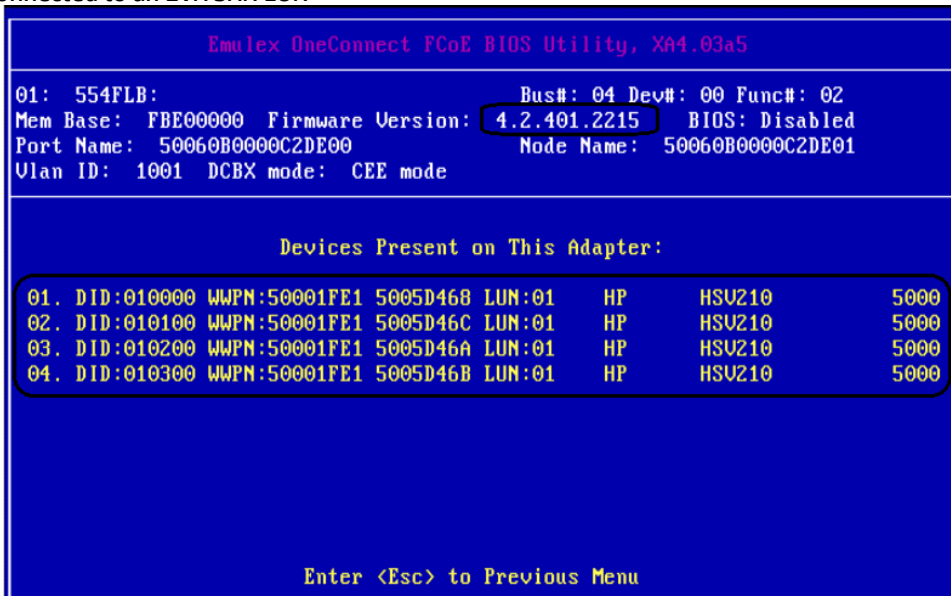 Emulex OneConnect FCoE BIOS Utility, XA4.03a5
01: 554FLB: Bus#: 04 Dev#: 00 Func#: 02
Mem Base: FBE00000 Firmware Version: 4.2.401.2215 BIOS: Disabled
Port Name: 50060B0000C2DE00 Node Name: 50060B0000C2DE01
Vlan ID: 1001 DCBX mode: CEE mode
Devices Present on This Adapter:
01. DID:010000 WWPN:50001FE1 5005D468 LUN:01 HP HSV210 5000
02. DID:010100 WWPN:50001FE1 5005D46C LUN:01 HP HSV210 5000
03. DID:010200 WWPN:50001FE1 5005D46A LUN:01 HP HSV210 5000
04. DID:010300 WWPN:50001FE1 5005D46B LUN:01 HP HSV210 5000
Enter <Esc> to Previous Menu